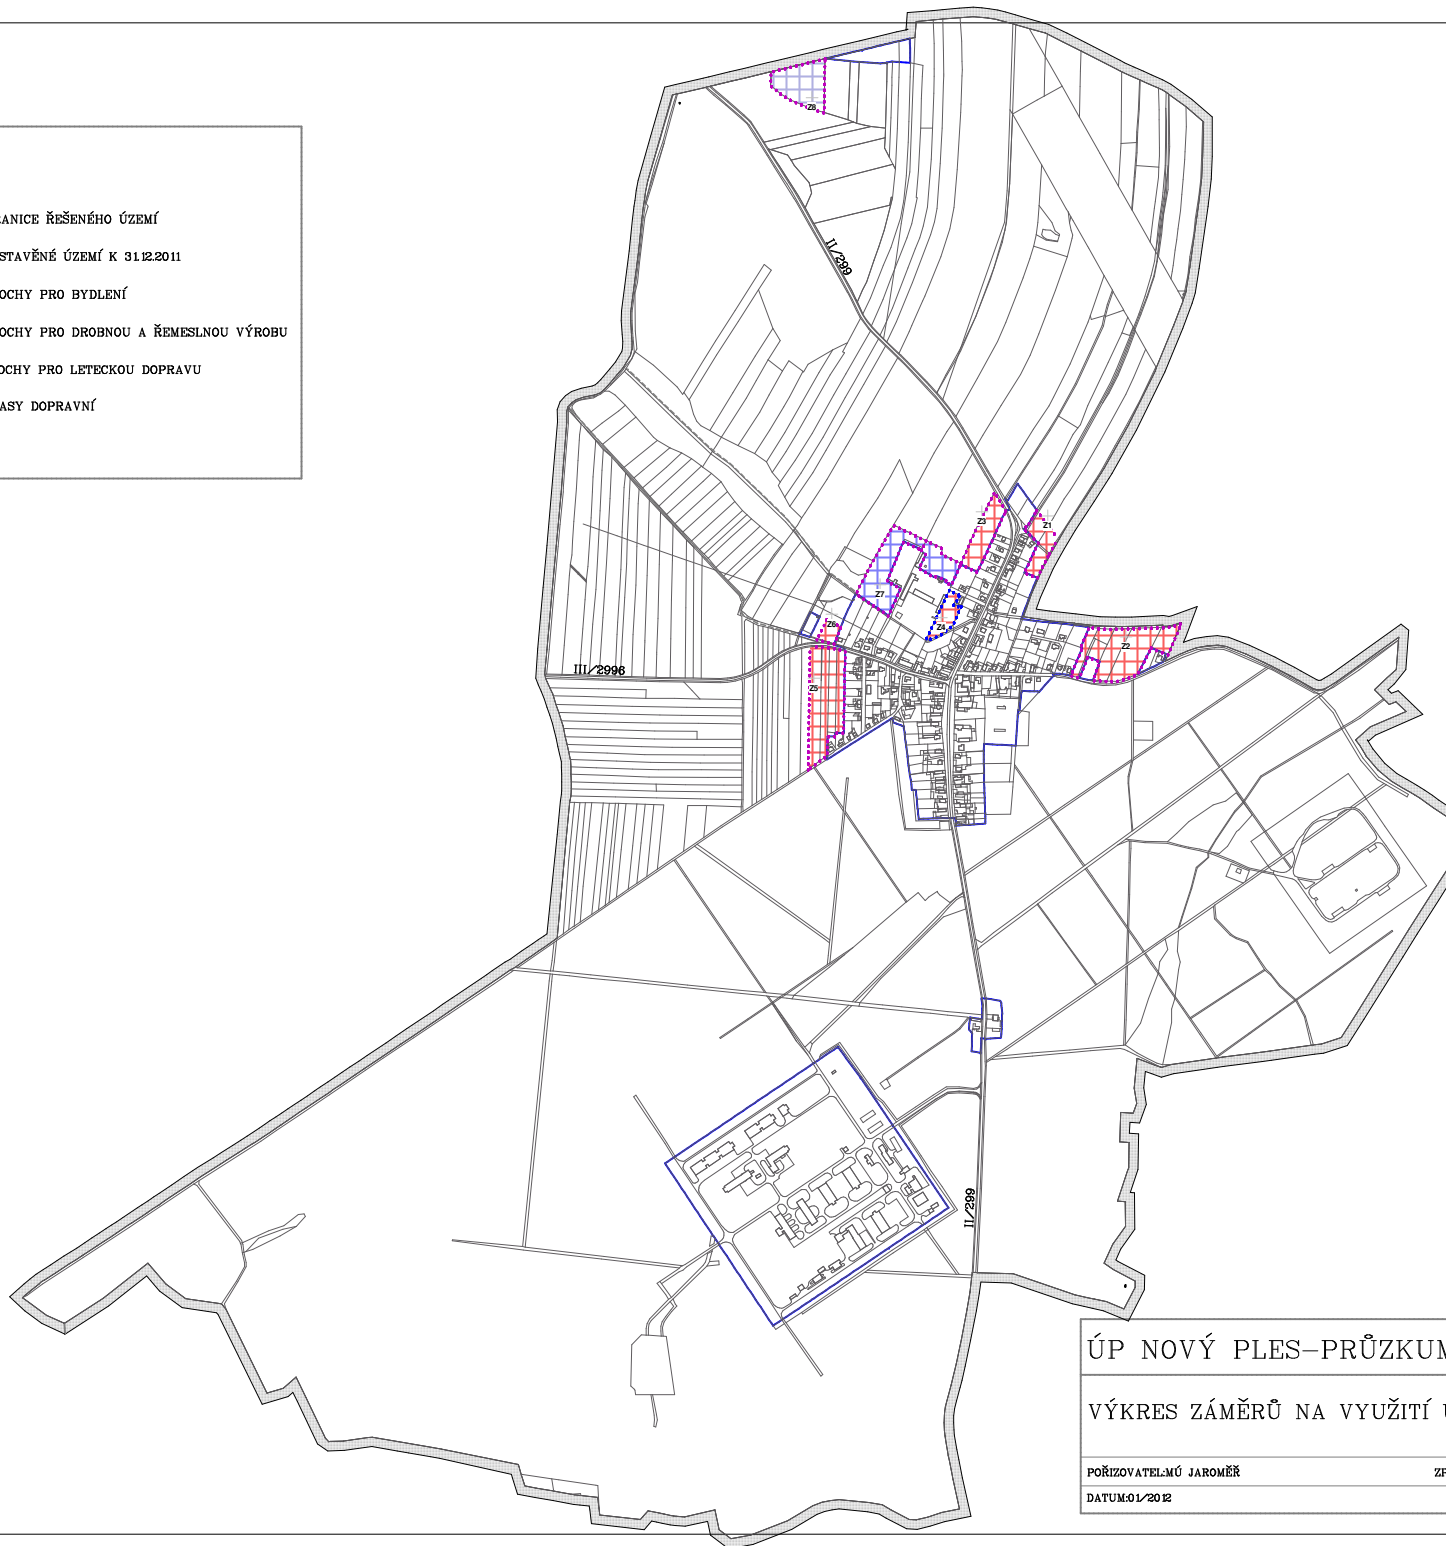 ANICE ŘEŠENÉHO ÚZEMÍ
STAVĚNÉ ÚZEMÍ K 31.12.2011
OCHY PRO BYDLENÍ
OCHY PRO DROBNOU A ŘEMESLNOU VÝROBU
OCHY PRO LETECKOU DOPRAVU
ASY DOPRAVNÍ
Z8
II/299
Z3
Z1
Z7
Z4
Z6
Z2
III/2996
Z5
II/299
ÚP NOVÝ PLES-PRŮZKUM
VÝKRES ZÁMĚRŮ NA VYUŽITÍ
POŘIZOVATEL:MÚ JAROMĚŘ ZP
DATUM:01/2012